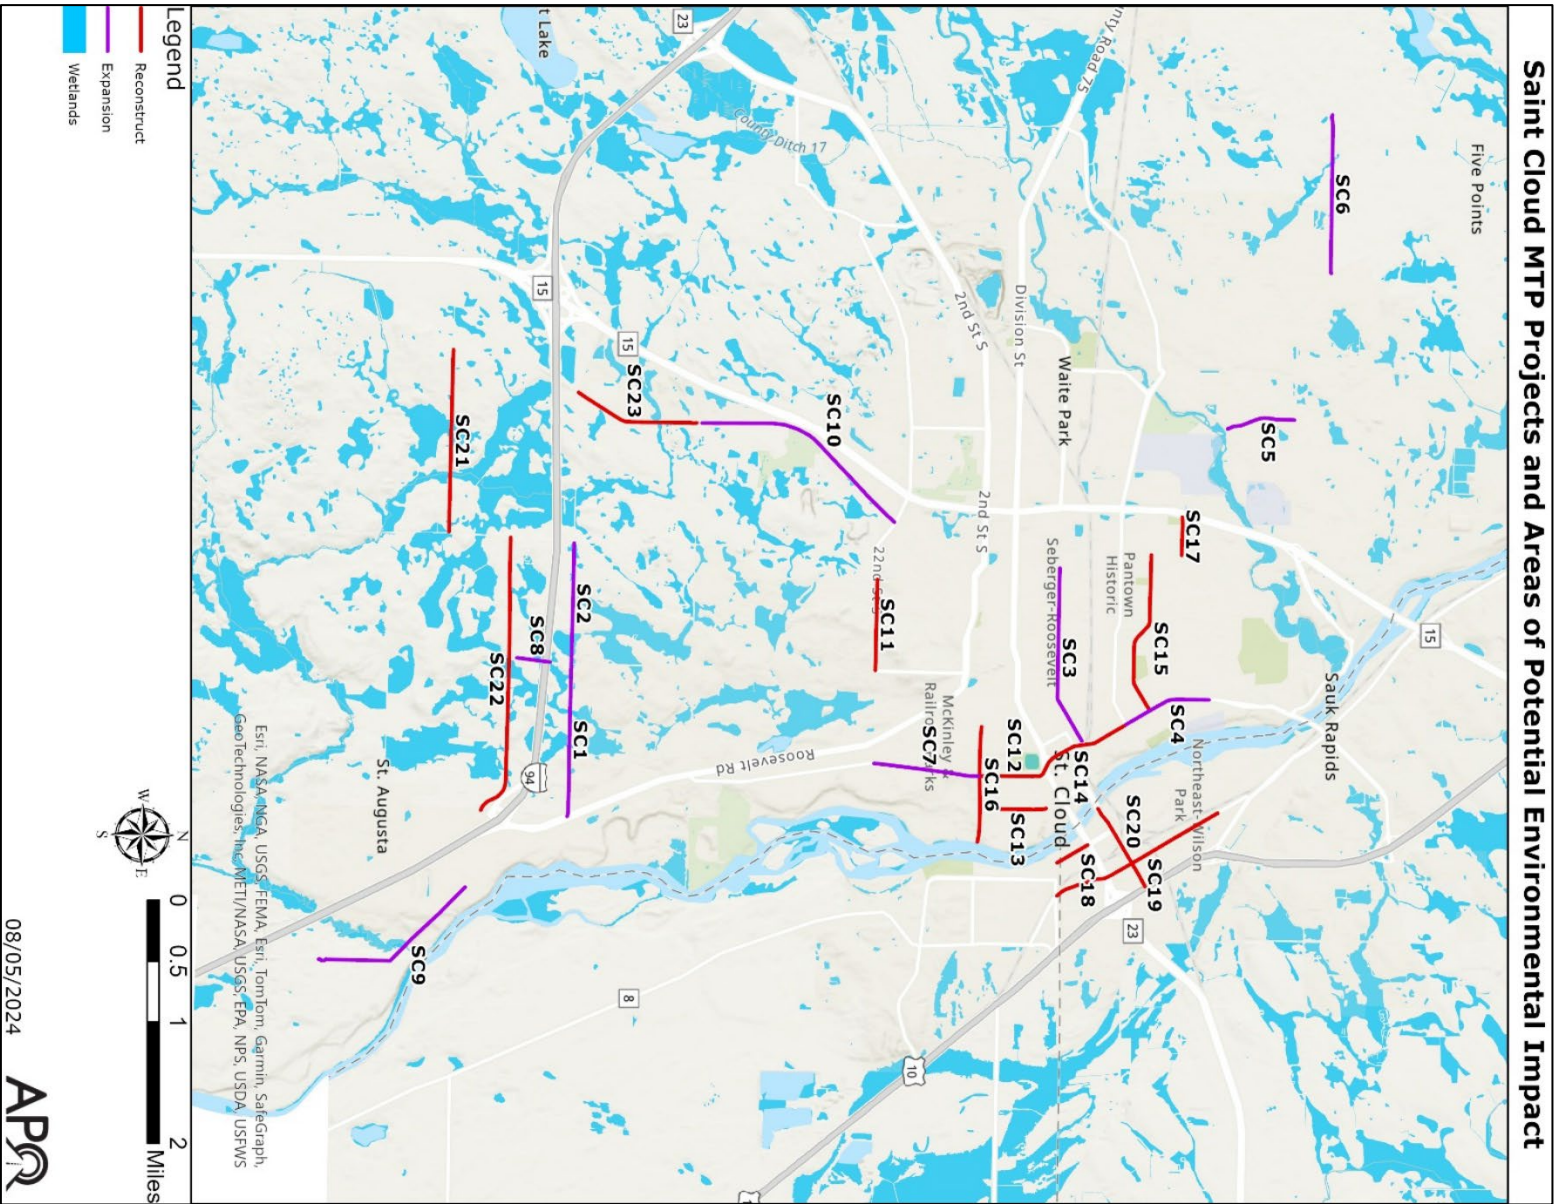 Saint Cloud MTP Projects and Areas of Potential Environmental Impact
Five Points
SC6
nty Road 75
SC5
15
SC17
Sauk Rapids
Waite Park
Pantown
Historic
SC15
SC4
Northeast-Wilson
Park
Division St
Seberger-Roosevelt
SC3
SC14
St. Cloud
SC20
SC19
SC18
23
2nd St S
2nd St S
SC12
SC16
SC13
McKinley &
SC7
10
County Ditch 17
SC10
22nd St S
SC11
Roosevelt Rd
23
15
SC23
8
t Lake
15
SC2
SC8
SC1
94
SC21
SC22
St. Augusta
SC9
Esri, NASA, NGA, USGS, FEMA, Esri, TomTom, Garmin, SafeGraph,
GeoTechnologies, Inc, METI/NASA, USGS, EPA, NPS, USDA, USFWS
Legend
Reconstruct
Expansion
Wetlands
N
W
E
S
0 0.5 1 2
Miles
08/05/2024
APO